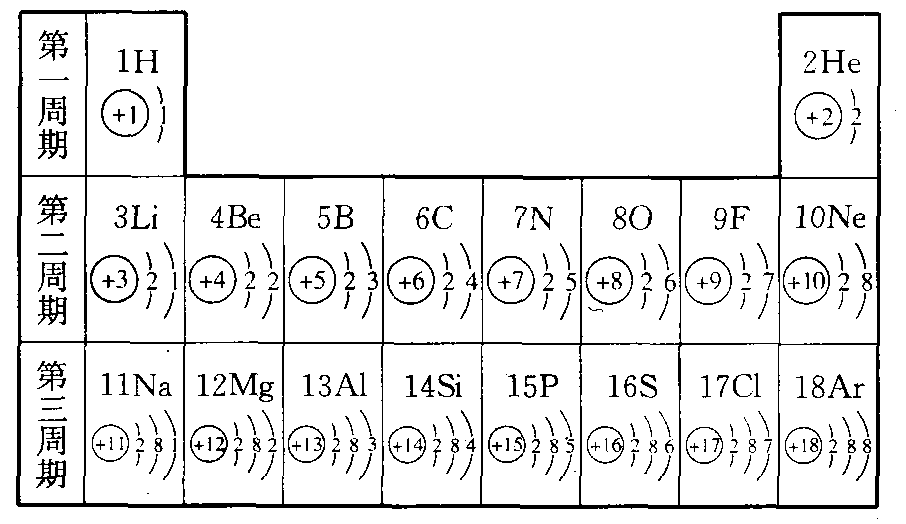 第一周期
1H
2He
+1 1
+2 2
第二周期
3Li 4Be 5B 6C 7N 8O 9F 10Ne
+3 2 1 +4 2 2 +5 2 3 +6 2 4 +7 2 5 +8 2 6 +9 2 7 +10 2 8
第三周期
11Na 12Mg 13Al 14Si 15P 16S 17Cl 18Ar
+11 2 8 1 +12 2 8 2 +13 2 8 3 +14 2 8 4 +15 2 8 5 +16 2 8 6 +17 2 8 7 +18 2 8 8